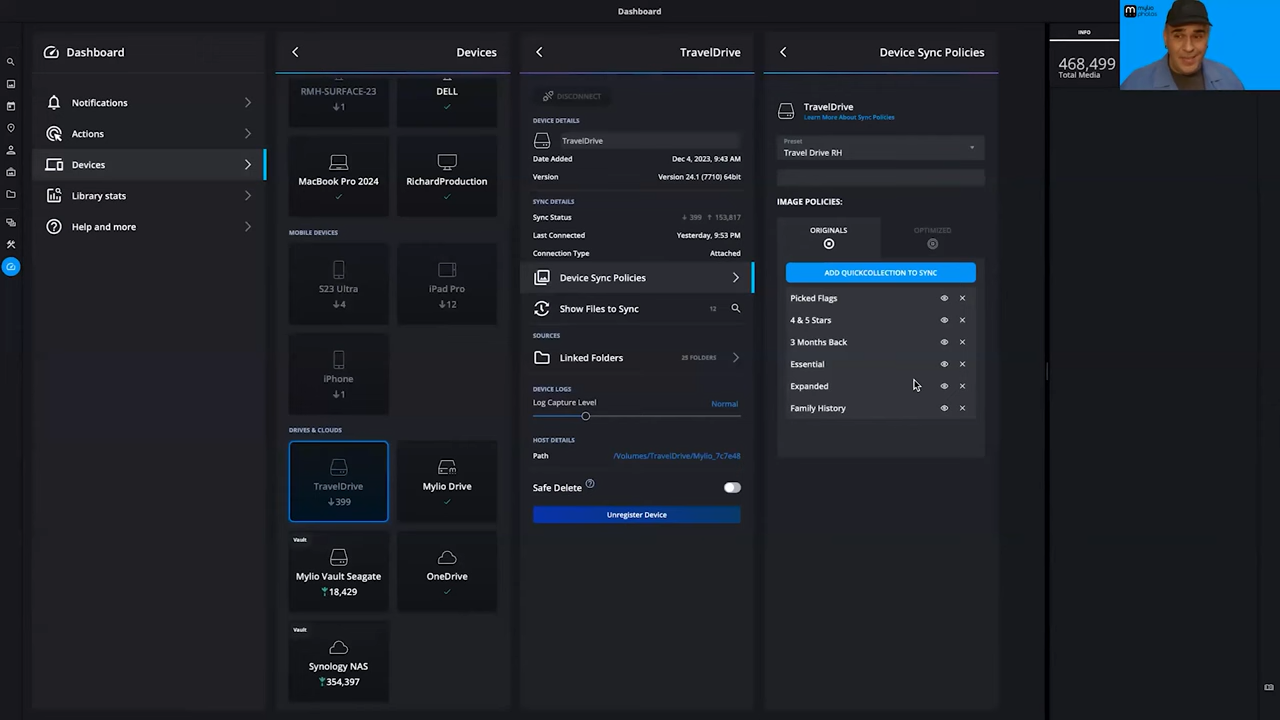 Dashboard
mylio
photos
Dashboard
Notifications
Actions
Devices
Library stats
Help and more
Devices
RMH-SURFACE-23
↓1
DELL
MacBook Pro 2024
RichardProduction
MOBILE DEVICES
S23 Ultra
↓4
iPad Pro
↓12
iPhone
↓1
DRIVES & CLOUDS
TravelDrive
↓399
Mylio Drive
Vault
Mylio Vault Seagate
18,429
OneDrive
Vault
Synology NAS
354,397
TravelDrive
DISCONNECT
DEVICE DETAILS
TravelDrive
Date Added Dec 4, 2023, 9:43 AM
Version Version 24.1 (7710) 64bit
SYNC DETAILS
Sync Status ↓ 399 ↑ 153,817
Last Connected Yesterday, 9:53 PM
Connection Type Attached
Device Sync Policies
Show Files to Sync 12
SOURCES
Linked Folders 25 FOLDERS
DEVICE LOGS
Log Capture Level Normal
HOST DETAILS
Path /Volumes/TravelDrive/Mylio_7c7e48
Safe Delete ?
Unregister Device
Device Sync Policies
TravelDrive
Learn More About Sync Policies
Preset
Travel Drive RH
IMAGE POLICIES:
ORIGINALS
OPTIMIZED
ADD QUICKCOLLECTION TO SYNC
Picked Flags
4 & 5 Stars
3 Months Back
Essential
Expanded
Family History
INFO
468,499
Total Media